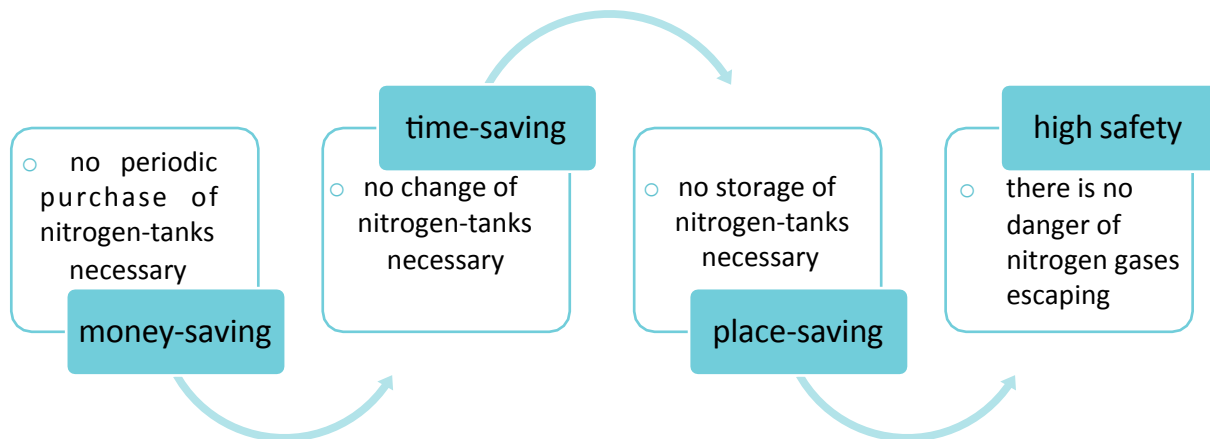 no periodic
purchase of
nitrogen-tanks
necessary
money-saving
time-saving
no change of
nitrogen-tanks
necessary
no storage of
nitrogen-tanks
necessary
place-saving
high safety
there is no
danger of
nitrogen gases
escaping